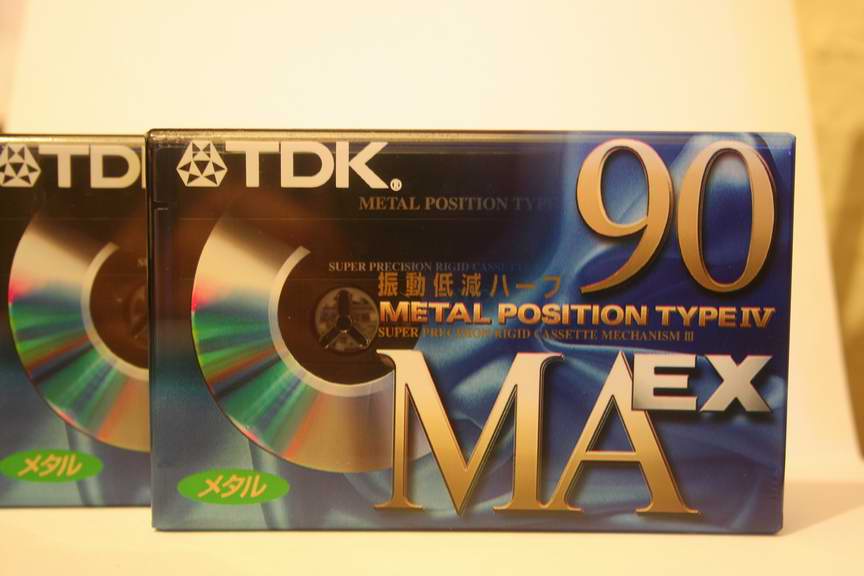 TDK
TDK®
90
METAL POSITION TYPE
SUPER PRECISION RIGID CASSETTE
振動低減ハーフ
METAL POSITION TYPE IV
SUPER PRECISION RIGID CASSETTE MECHANISM III
MA EX
メタル
メタル